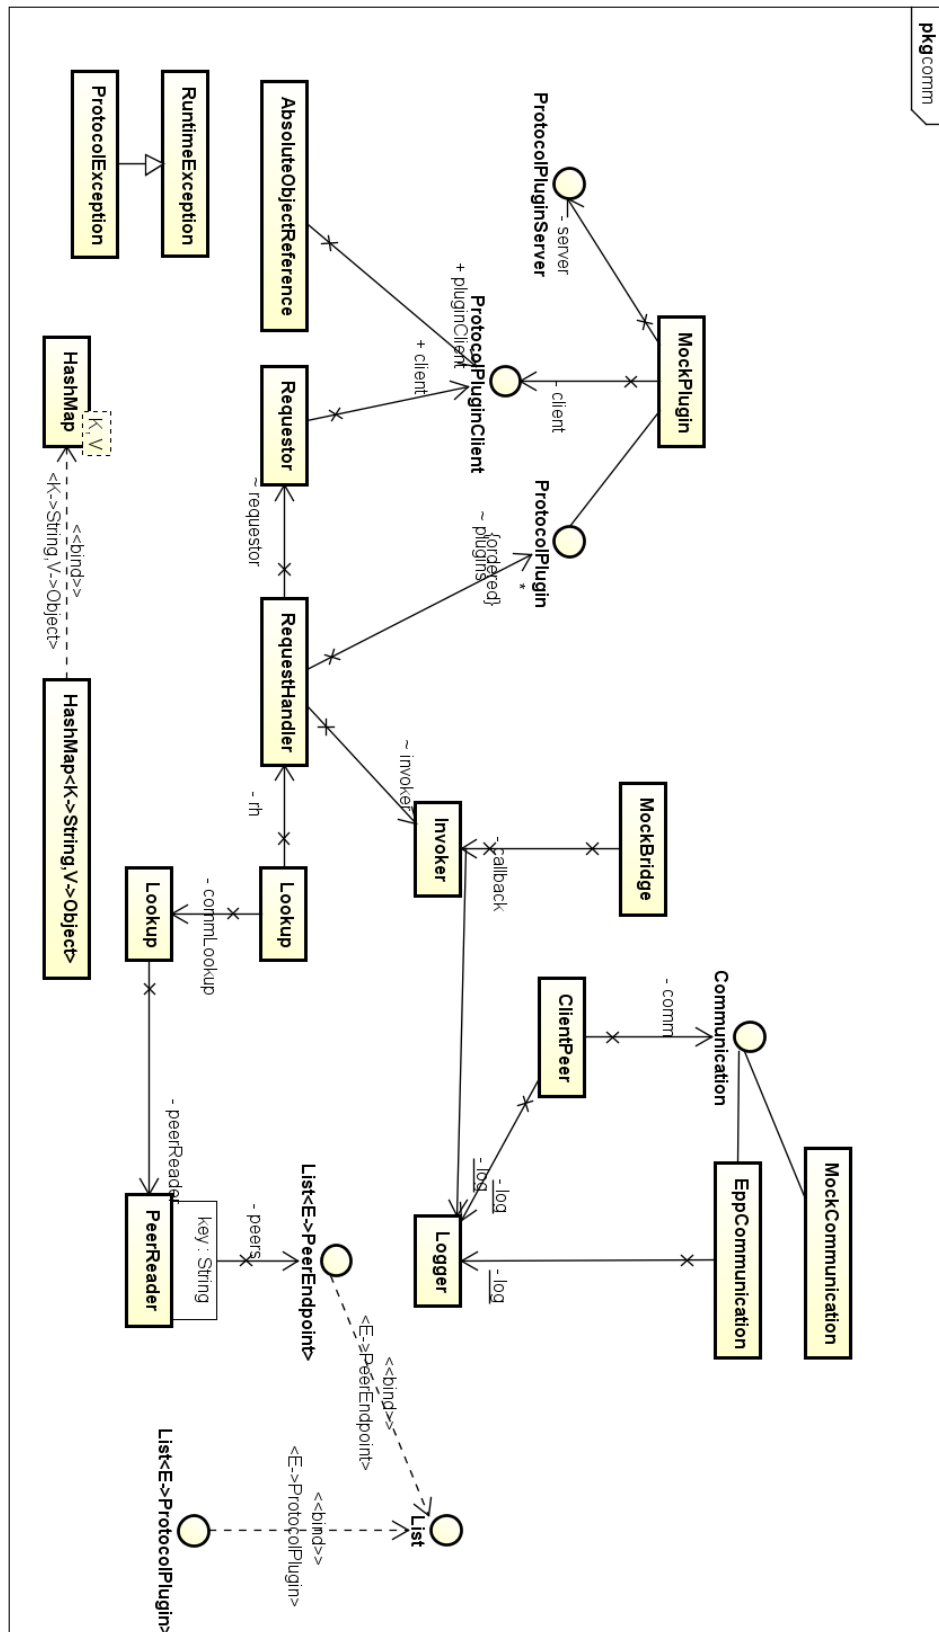 pkg comm
RuntimeException
ProtocolException
AbsoluteObjectReference
ProtocolPluginServer
- server
MockPlugin
- client
ProtocolPluginClient
+ pluginClient
+ client
Requestor
~ requestor
ProtocolPlugin
*
{ordered}
~ plugins
RequestHandler
HashMap
K, V
<<bind>>
<K->String,V->Object>
HashMap<K->String,V->Object>
~ invoker
Invoker
MockBridge
- callback
- rh
Lookup
- commLookup
Lookup
- peerReader
PeerReader
key : String
- peers
List<E->PeerEndpoint>
ClientPeer
- comm
Communication
MockCommunication
EppCommunication
- log
- log
- log
Logger
<<bind>>
<E->PeerEndpoint>
List
<<bind>>
<E->ProtocolPlugin>
List<E->ProtocolPlugin>